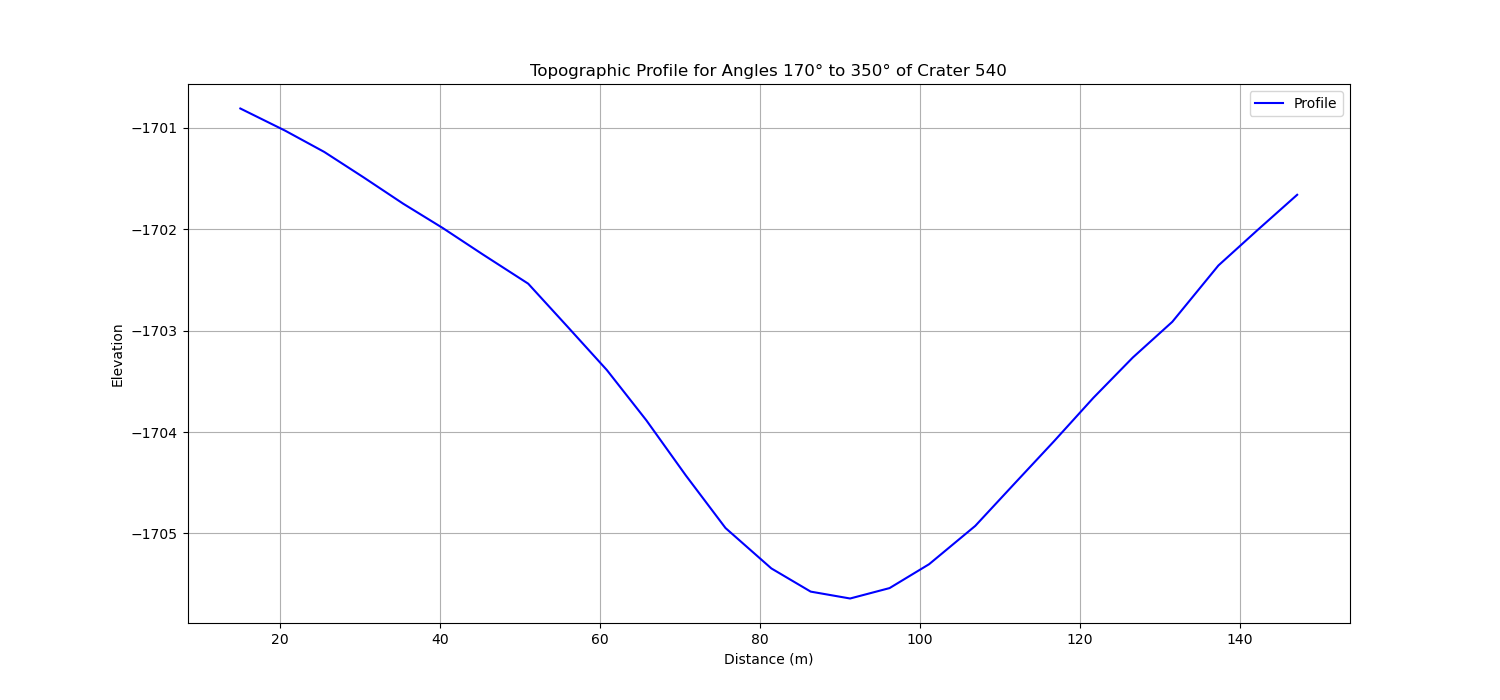 Topographic Profile for Angles 170° to 350° of Crater 540
Profile
−1701
−1702
−1703
−1704
−1705
Elevation
20 40 60 80 100 120 140
Distance (m)